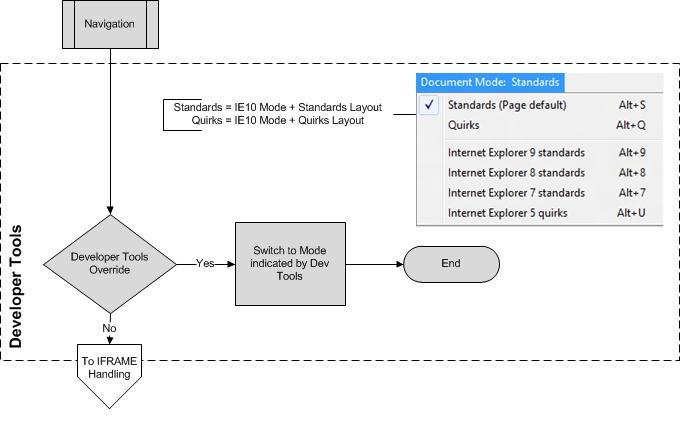 Navigation
Document Mode: Standards
Standards (Page default) Alt+S
Quirks Alt+Q
Internet Explorer 9 standards Alt+9
Internet Explorer 8 standards Alt+8
Internet Explorer 7 standards Alt+7
Internet Explorer 5 quirks Alt+U
Standards = IE10 Mode + Standards Layout
Quirks = IE10 Mode + Quirks Layout
Developer Tools
Developer Tools
Override
Yes
Switch to Mode
indicated by Dev
Tools
End
No
To IFRAME
Handling